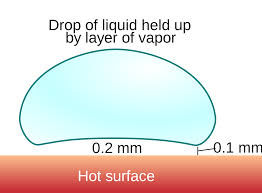 Drop of liquid held up
by layer of vapor
0.2 mm
0.1 mm
Hot surface